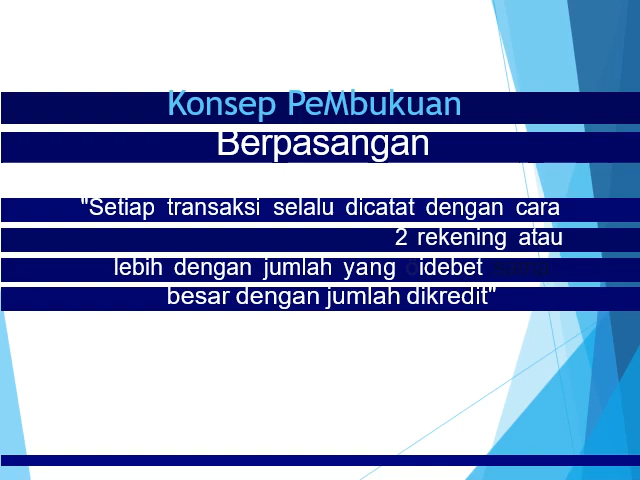 Konsep PeMbukuan
Berpasangan
"Setiap transaksi selalu dicatat dengan cara
2 rekening atau
lebih dengan jumlah yang didebet
besar dengan jumlah dikredit"